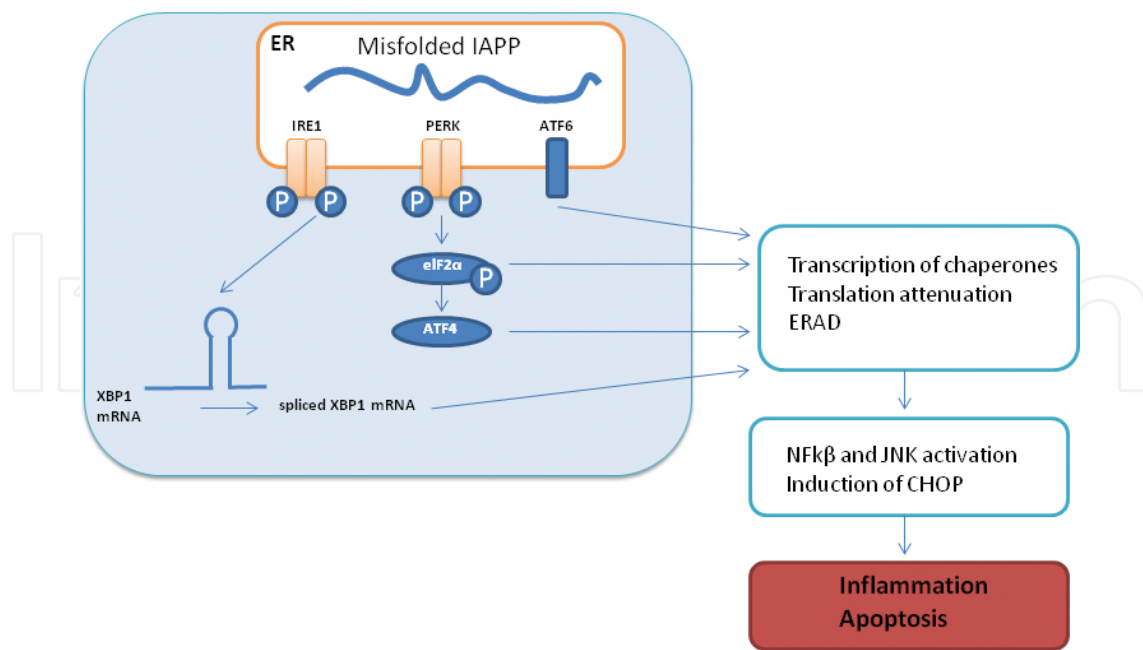 ER
Misfolded IAPP
IRE1
PERK
ATF6
P
P
P
P
eIF2α
P
ATF4
XBP1
mRNA
spliced XBP1 mRNA
Transcription of chaperones
Translation attenuation
ERAD
NFkβ and JNK activation
Induction of CHOP
Inflammation
Apoptosis